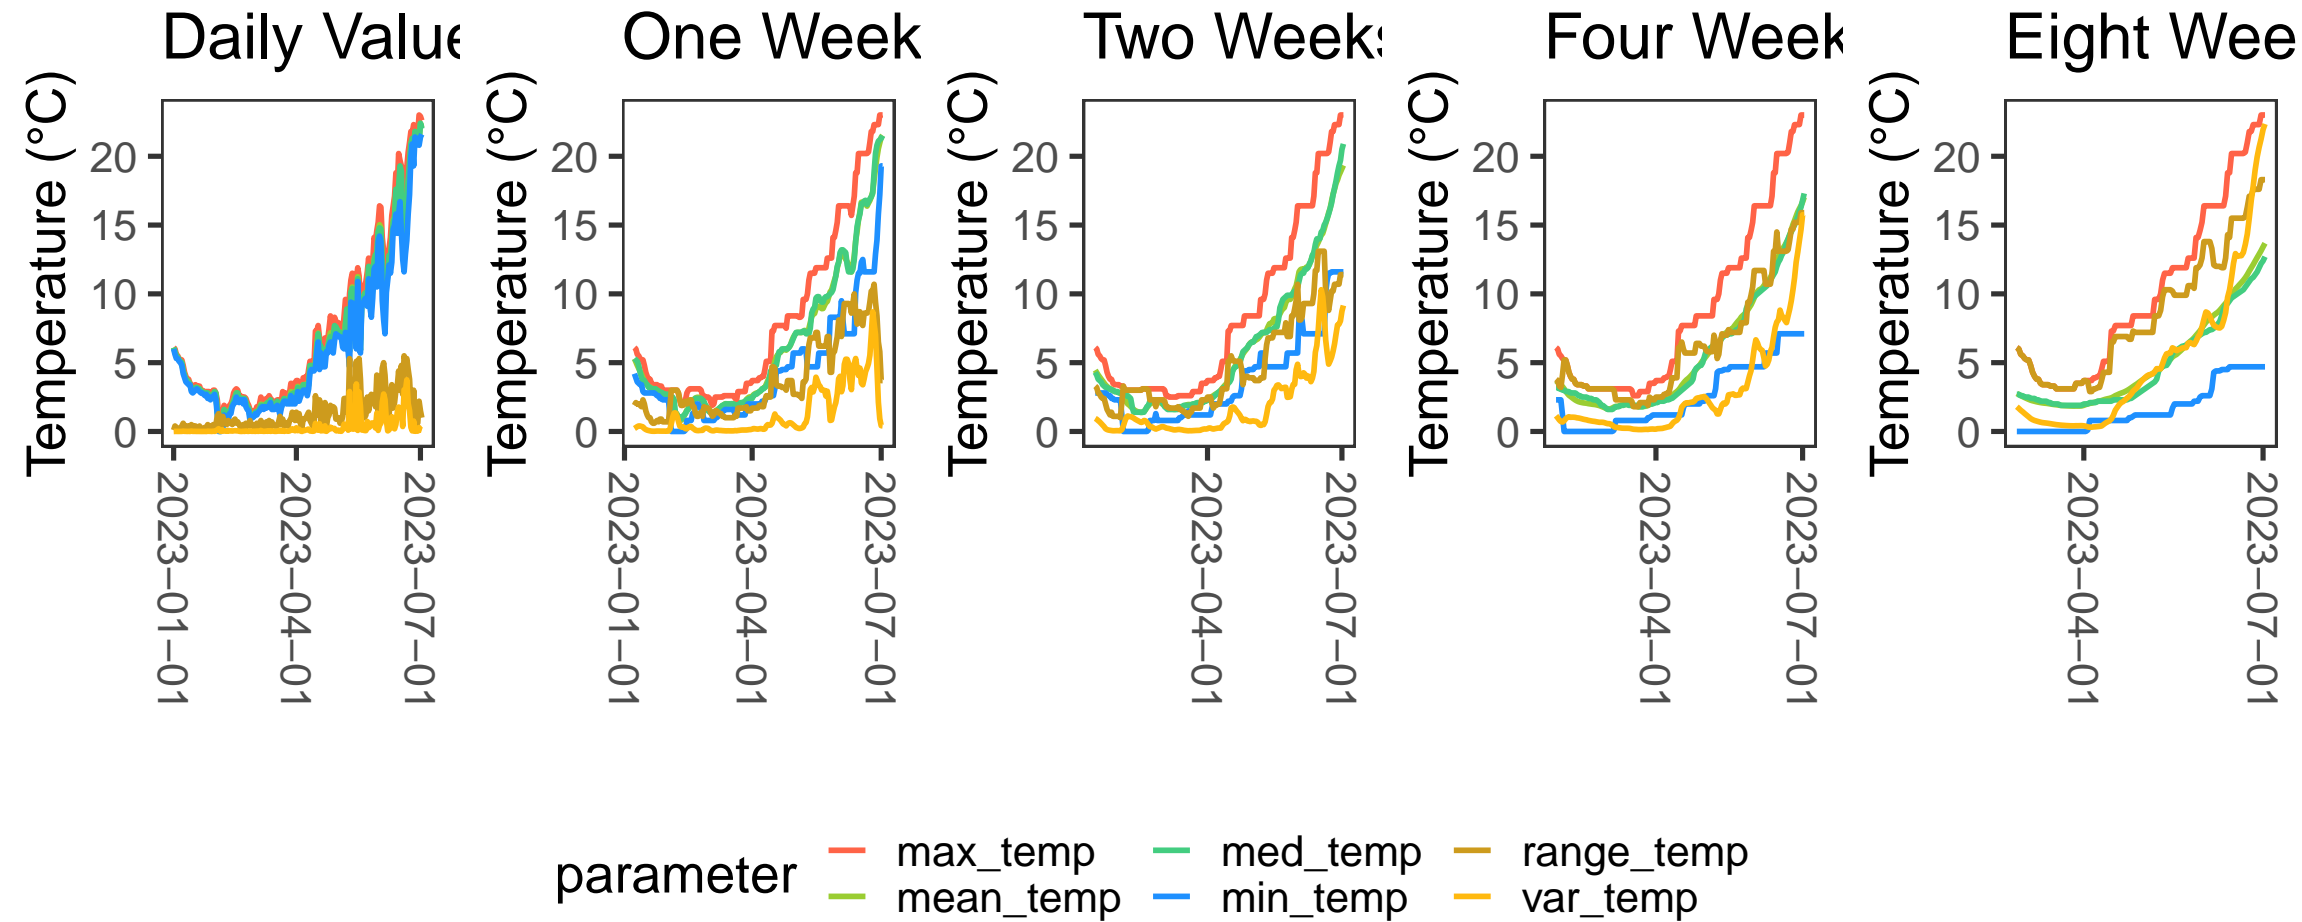 Daily Value
One Week
Two Weeks
Four Week
Eight Wee
Temperature (°C)
20
15
10
5
0
2023−01−01
2023−04−01
2023−07−01
Temperature (°C)
20
15
10
5
0
2023−01−01
2023−04−01
2023−07−01
Temperature (°C)
20
15
10
5
0
2023−04−01
2023−07−01
Temperature (°C)
20
15
10
5
0
2023−04−01
2023−07−01
Temperature (°C)
20
15
10
5
0
2023−04−01
2023−07−01
parameter
max_temp
mean_temp
med_temp
min_temp
range_temp
var_temp